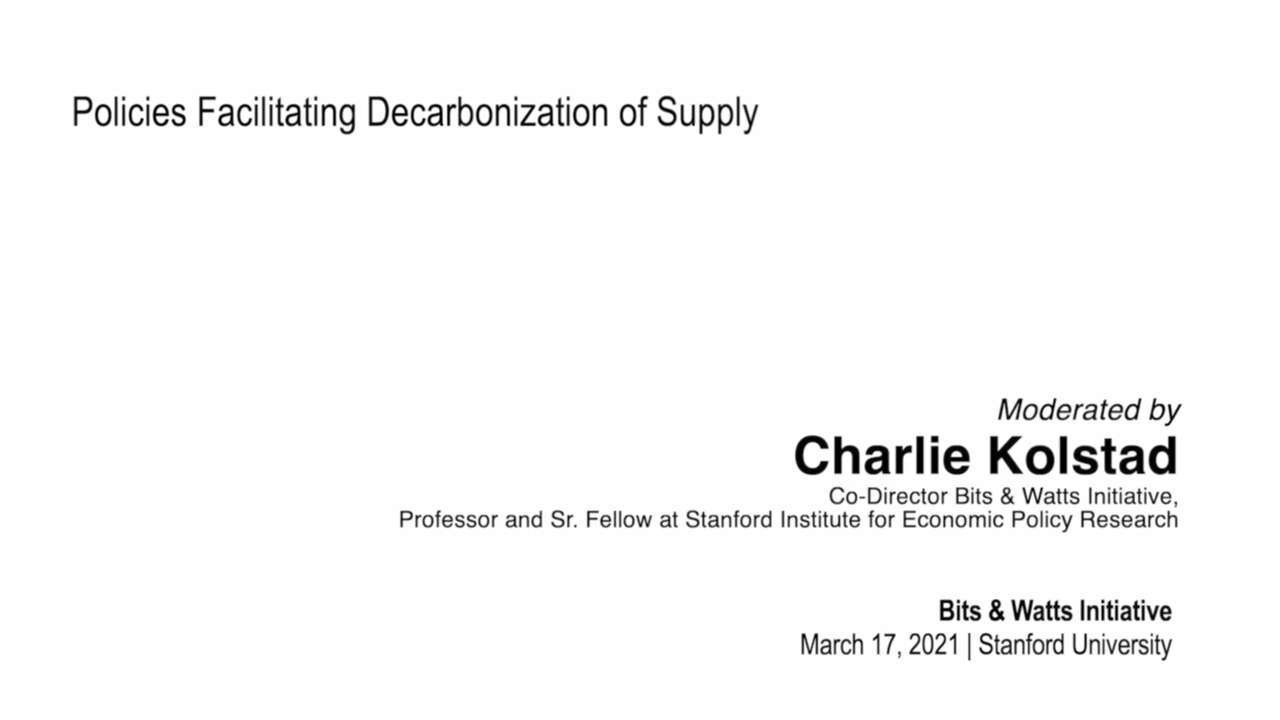 Policies Facilitating Decarbonization of Supply
Moderated by
Charlie Kolstad
Co-Director Bits & Watts Initiative,
Professor and Sr. Fellow at Stanford Institute for Economic Policy Research
Bits & Watts Initiative
March 17, 2021 | Stanford University